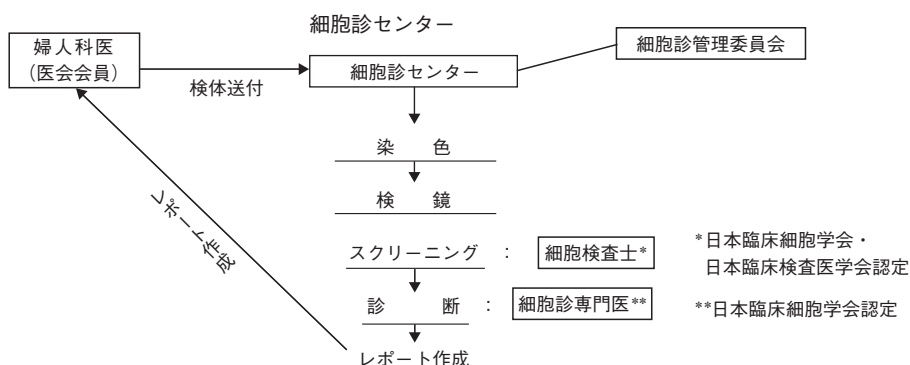 細胞診センター
婦人科医
（医会会員）
検体送付
細胞診センター
細胞診管理委員会
染　色
検　鏡
スクリーニング　：　細胞検査士*
*日本臨床細胞学会・
日本臨床検査医学会認定
診　断　：　細胞診専門医**
**日本臨床細胞学会認定
レポート作成
レポート作成